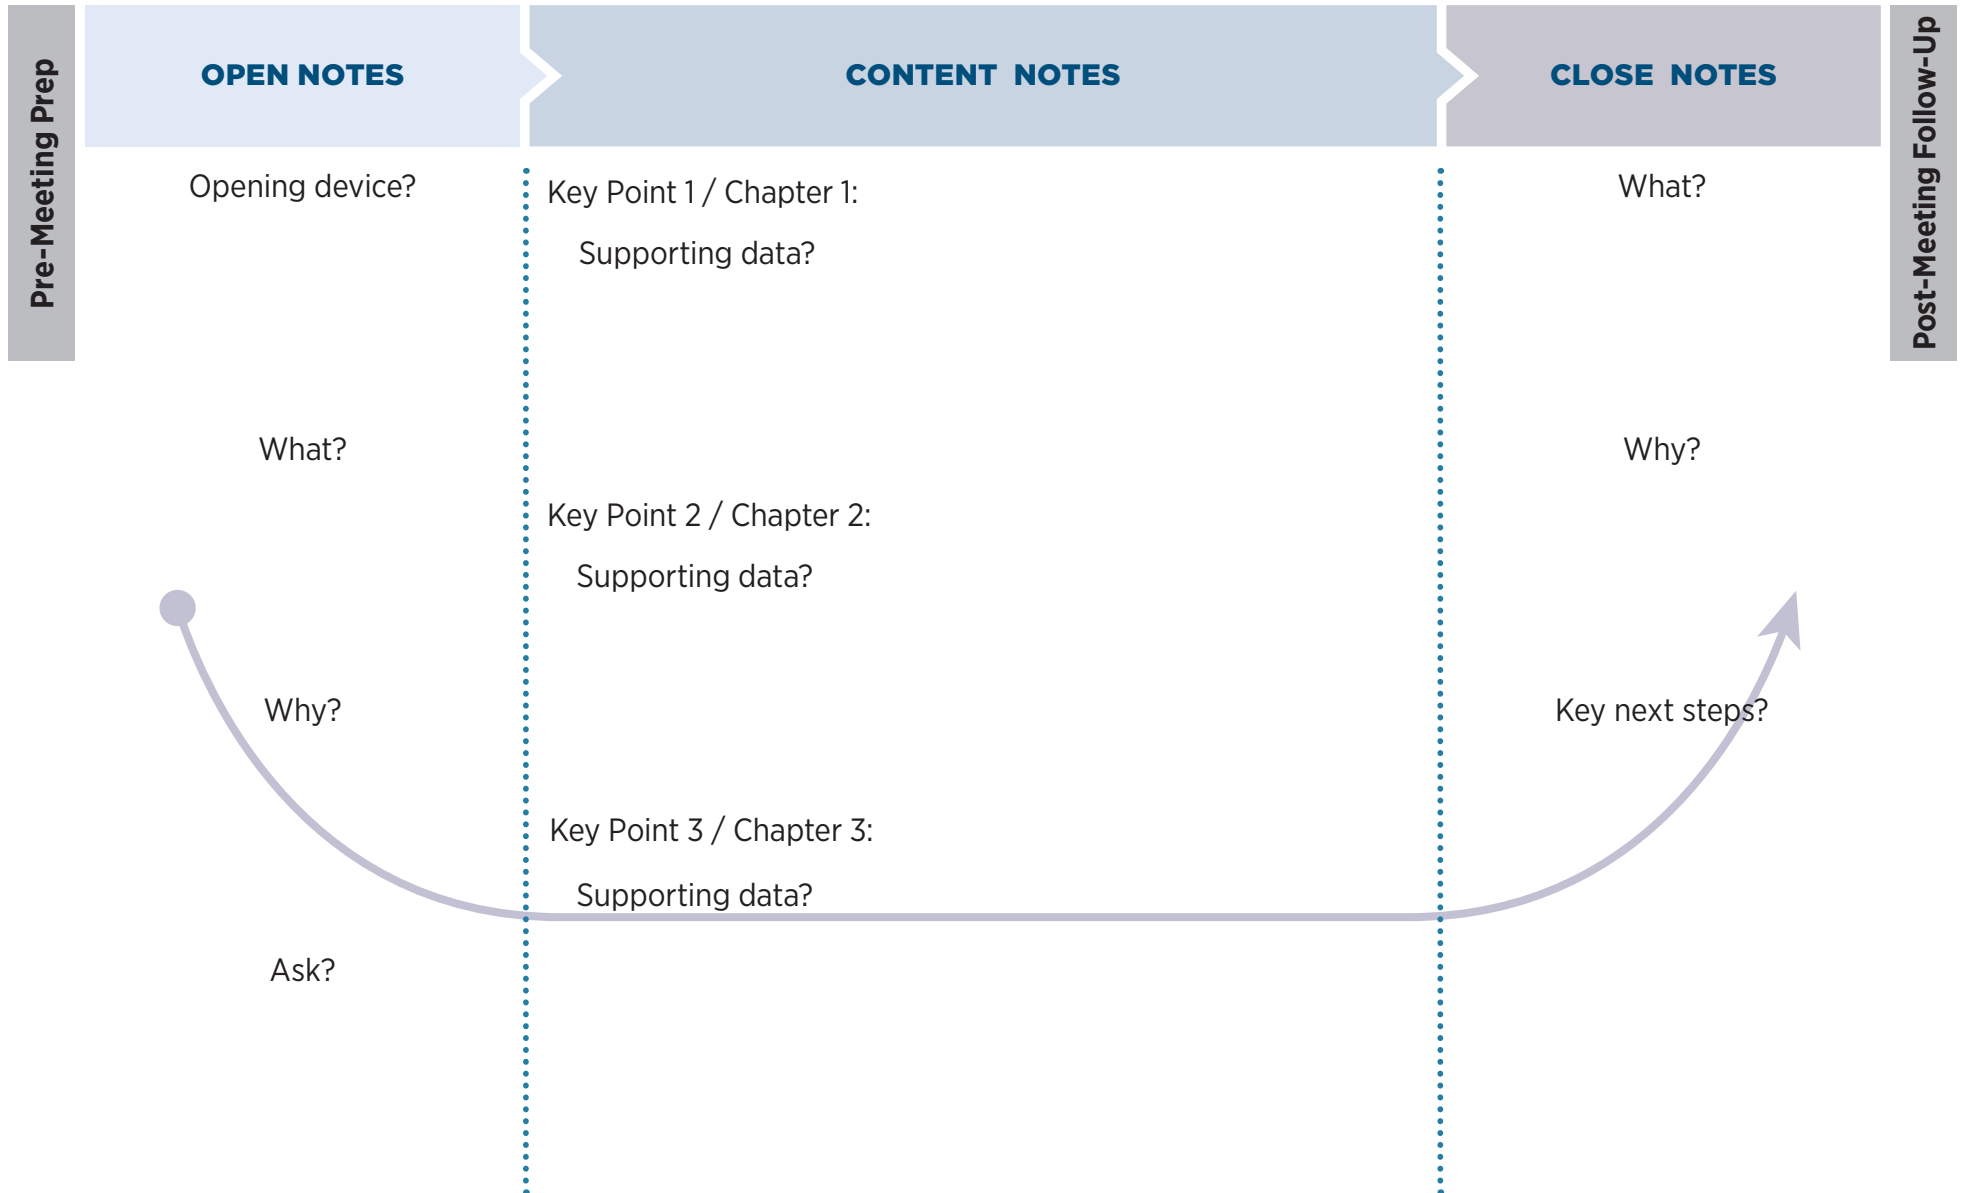 Pre-Meeting Prep
OPEN NOTES
Opening device?
What?
Why?
Ask?
CONTENT NOTES
Key Point 1 / Chapter 1:
Supporting data?
Key Point 2 / Chapter 2:
Supporting data?
Key Point 3 / Chapter 3:
Supporting data?
CLOSE NOTES
What?
Why?
Key next steps?
Post-Meeting Follow-Up